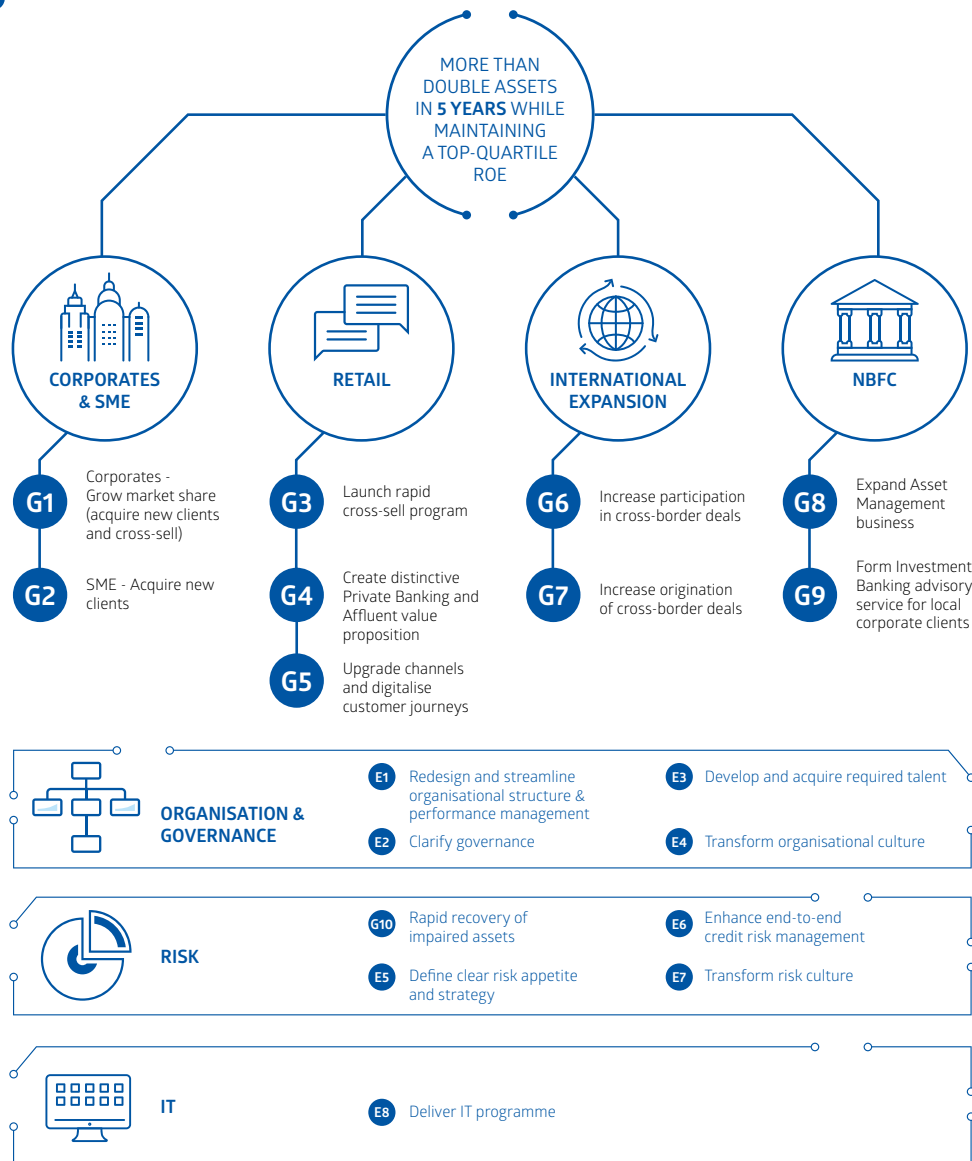 MORE THAN
DOUBLE ASSETS
IN 5 YEARS WHILE
MAINTAINING
A TOP-QUARTILE
ROE
CORPORATES
& SME
RETAIL
INTERNATIONAL
EXPANSION
NBFC
G1
Corporates -
Grow market share
(acquire new clients
and cross-sell)
G2
SME - Acquire new
clients
G3
Launch rapid
cross-sell program
G4
Create distinctive
Private Banking and
Affluent value
proposition
G5
Upgrade channels
and digitalise
customer journeys
G6
Increase participation
in cross-border deals
G7
Increase origination
of cross-border deals
G8
Expand Asset
Management
business
G9
Form Investment
Banking advisory
service for local
corporate clients
ORGANISATION &
GOVERNANCE
E1
Redesign and streamline
organisational structure &
performance management
E2
Clarify governance
E3
Develop and acquire required talent
E4
Transform organisational culture
RISK
G10
Rapid recovery of
impaired assets
E5
Define clear risk appetite
and strategy
E6
Enhance end-to-end
credit risk management
E7
Transform risk culture
IT
E8
Deliver IT programme